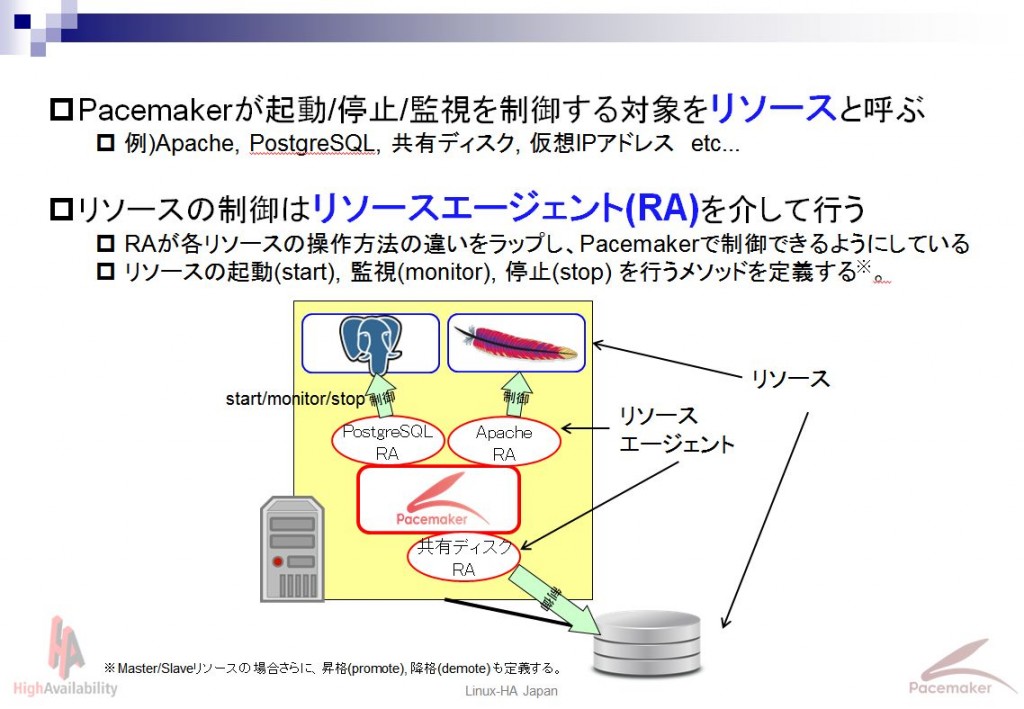 Pacemakerが起動/停止/監視を制御する対象をリソースと呼ぶ
例)Apache, PostgreSQL, 共有ディスク, 仮想IPアドレス etc...
リソースの制御はリソースエージェント(RA)を介して行う
RAが各リソースの操作方法の違いをラップし、Pacemakerで制御できるようにしている
リソースの起動(start), 監視(monitor), 停止(stop) を行うメソッドを定義する※。
start/monitor/stop
制御
制御
リソース
リソース
エージェント
PostgreSQL
RA
Apache
RA
Pacemaker
共有ディスク
RA
制御
※Master/Slaveリソースの場合さらに、昇格(promote), 降格(demote)も定義する。
HA
HighAvailability
Linux-HA Japan
Pacemaker